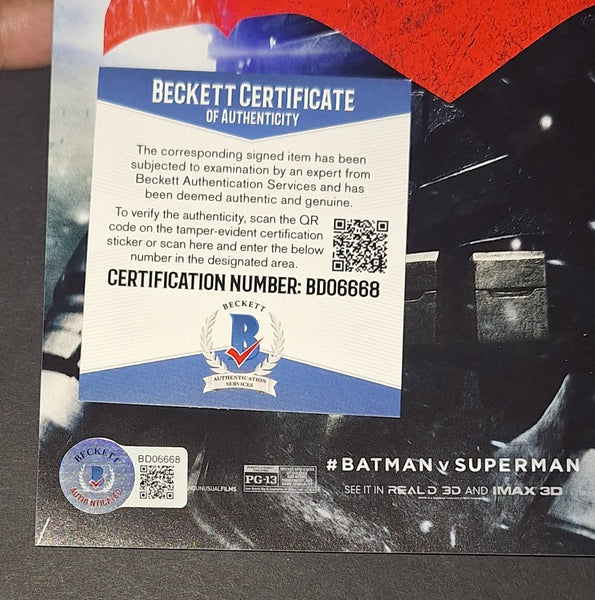 BECKETT CERTIFICATE
OF AUTHENTICITY
The corresponding signed item has been
subjected to examination by an expert from
Beckett Authentication Services and has
been deemed authentic and genuine.
To verify the authenticity, scan the QR
code on the tamper-evident certification
sticker or scan here and enter the below
number in the designated area.
CERTIFICATION NUMBER: BD06668
BECKETT
B
AUTHENTICATION
SERVICES
BECKETT
B
AUTHENTICATED
BD06668
#BATMAN v SUPERMAN
PG-13
SEE IT IN REAL D 3D AND IMAX 3D